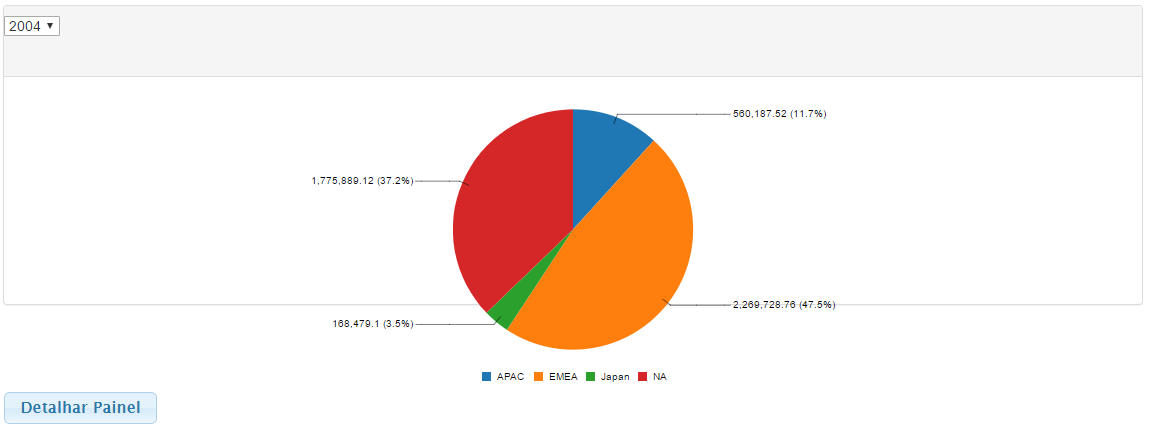 2004
560,187.52 (11.7%)
1,775,889.12 (37.2%)
2,269,728.76 (47.5%)
168,479.1 (3.5%)
APAC EMEA Japan NA
Detalhar Painel